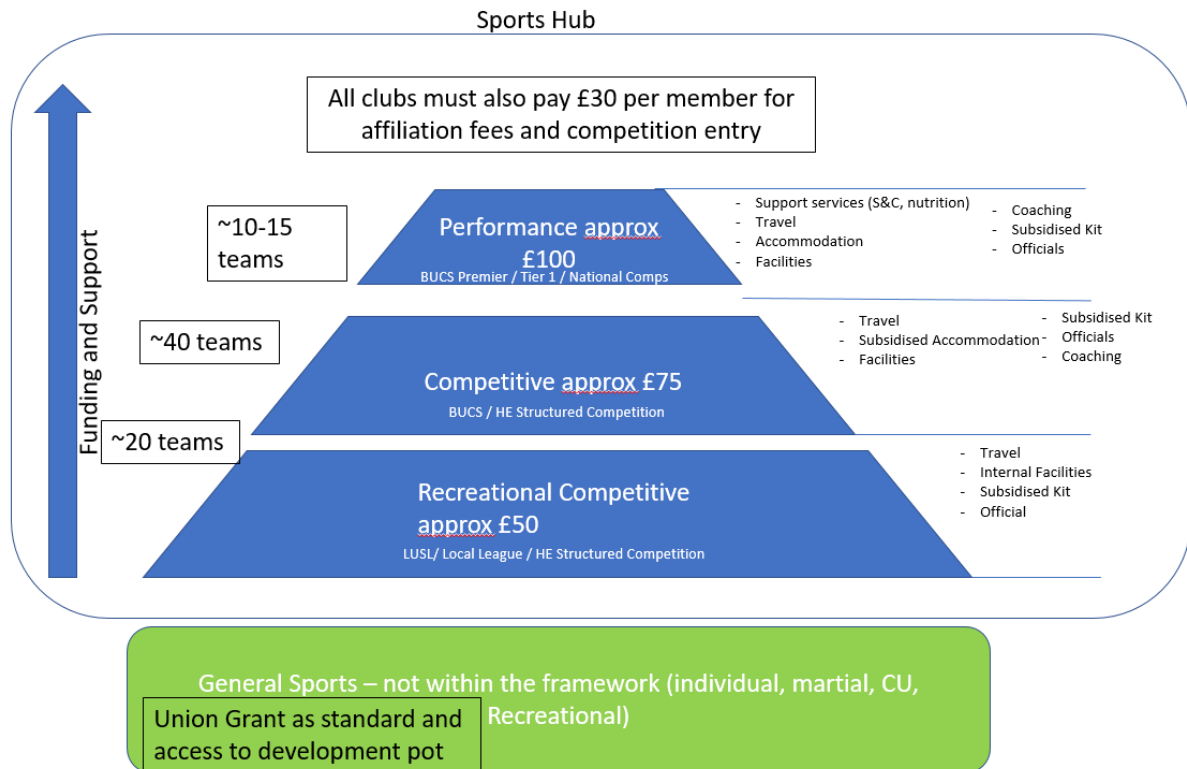 Sports Hub
All clubs must also pay £30 per member for
affiliation fees and competition entry
Funding and Support
~10-15
teams
Performance approx
£100
BUCS Premier / Tier 1 / National Comps
- Support services (S&C, nutrition)
- Travel
- Accommodation
- Facilities
- Coaching
- Subsidised Kit
- Officials
~40 teams
Competitive approx £75
BUCS / HE Structured Competition
- Travel
- Subsidised Accommodation
- Facilities
- Subsidised Kit
- Officials
- Coaching
~20 teams
Recreational Competitive
approx £50
LUSL/ Local League / HE Structured Competition
- Travel
- Internal Facilities
- Subsidised Kit
- Official
General Sports – not within the framework (individual, martial, CU,
Recreational)
Union Grant as standard and
access to development pot